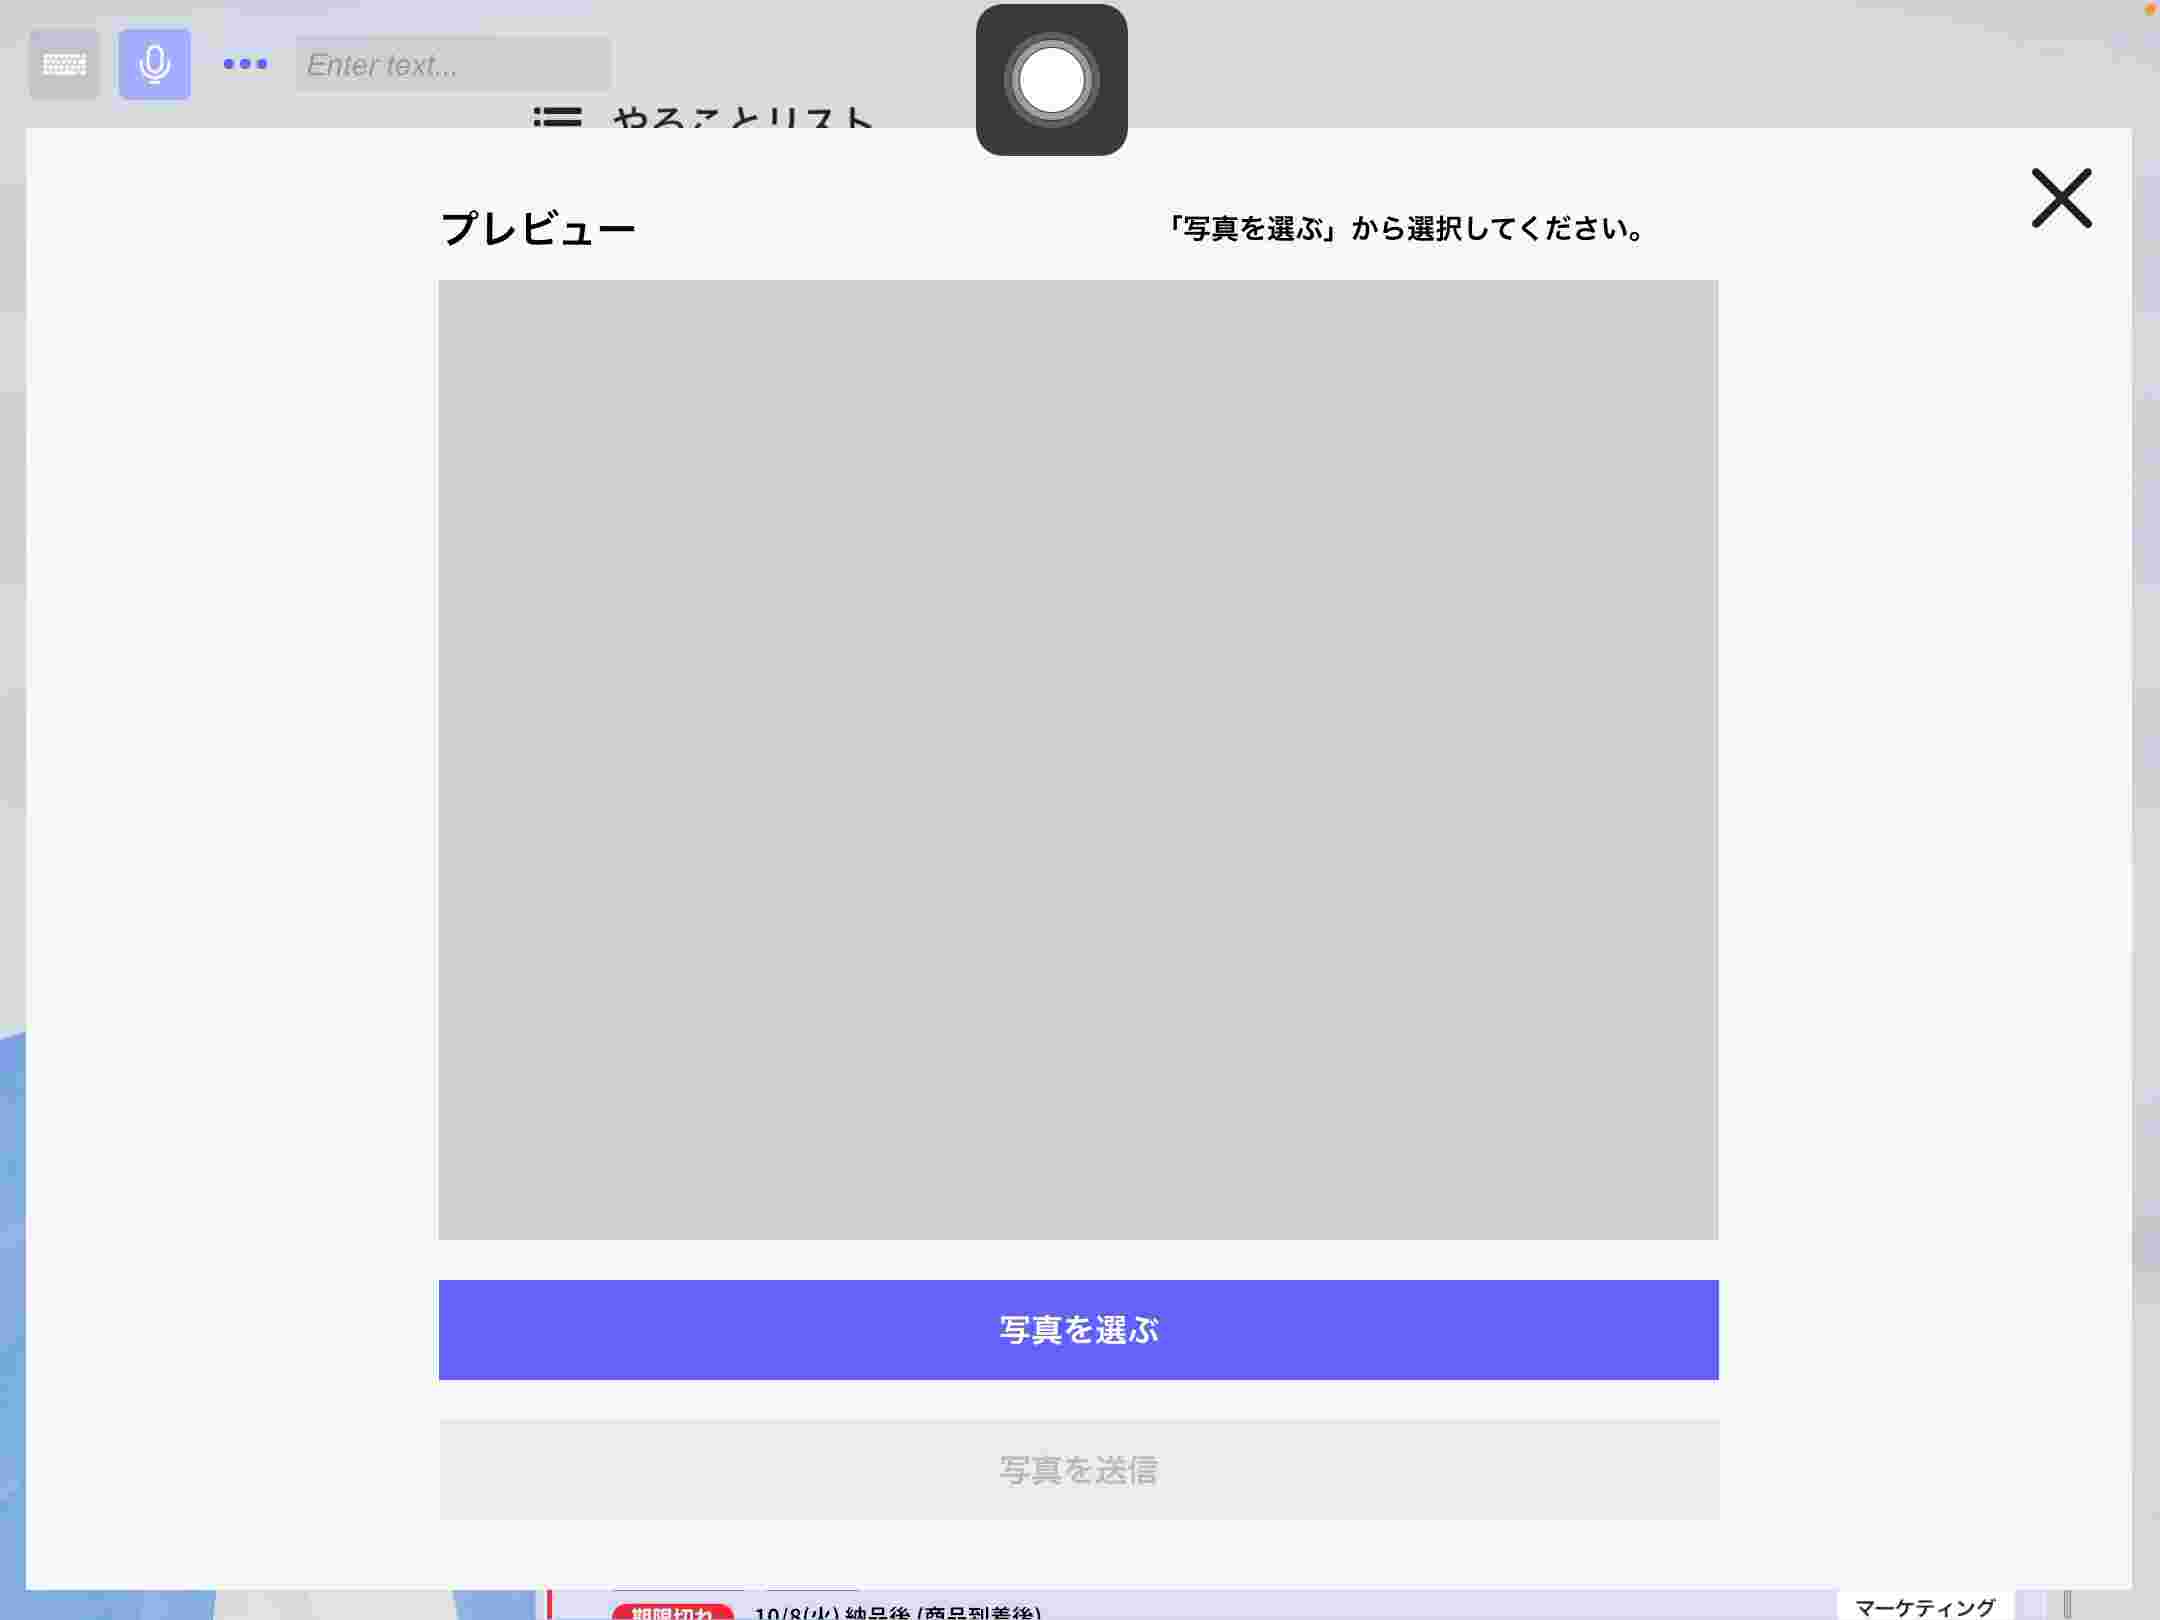 Enter text...
やることリスト
プレビュー
「写真を選ぶ」から選択してください。
写真を選ぶ
写真を送信
期限切れ 10/8(火) 納品後 (商品到着後)
マーケティング